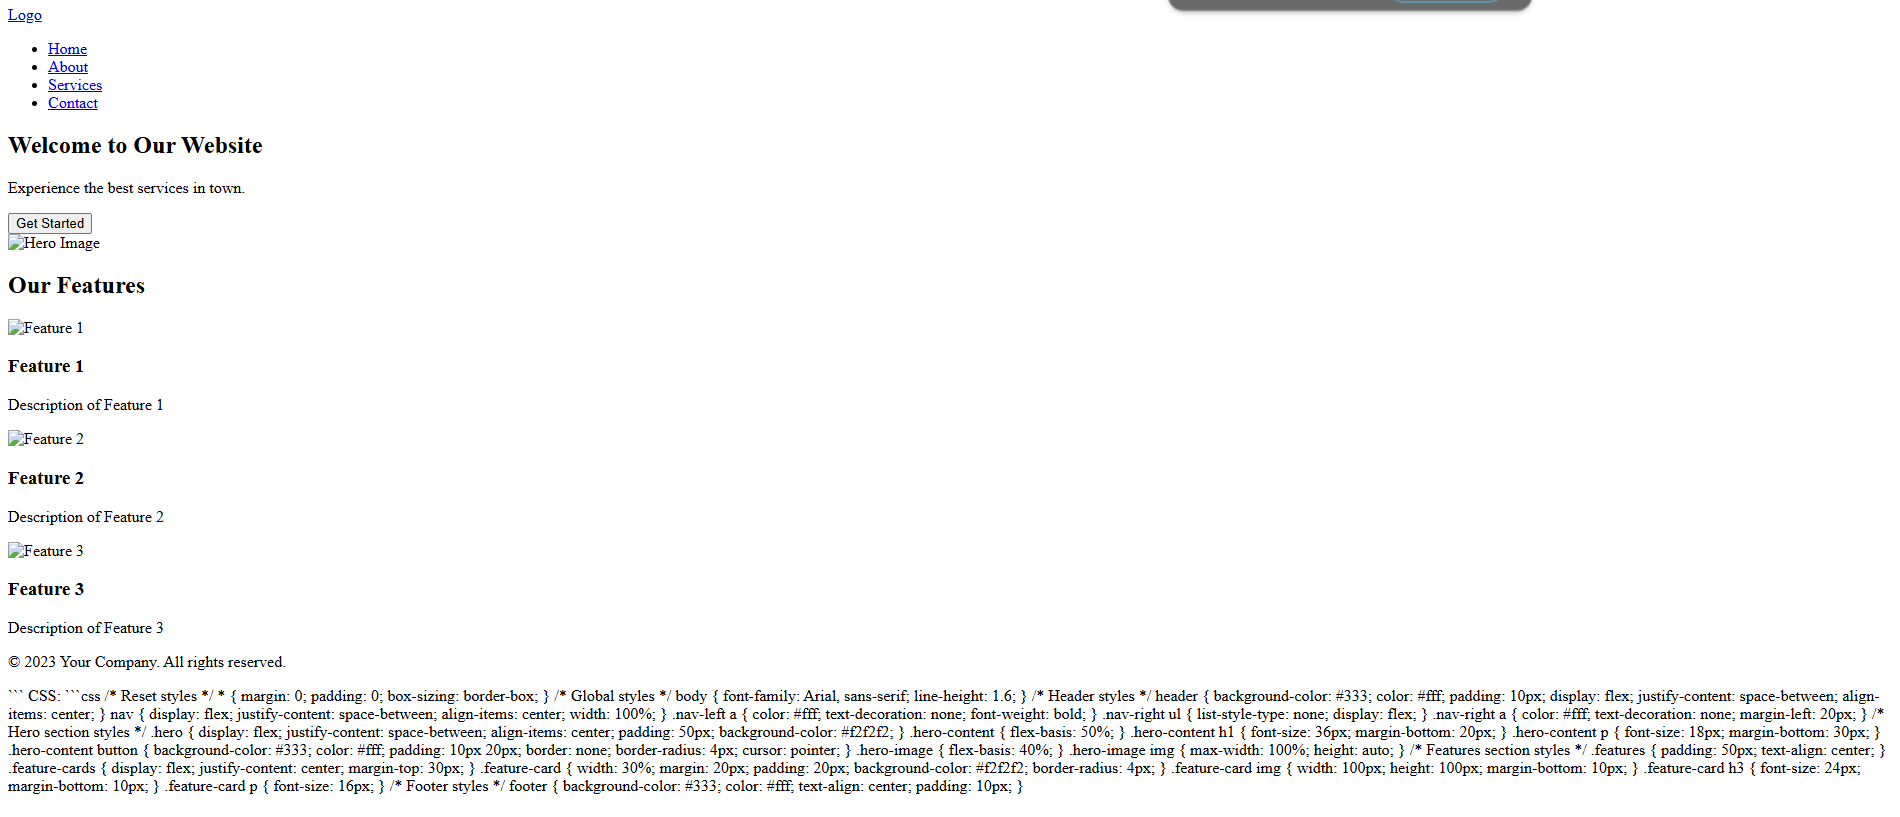 Logo
Home
About
Services
Contact
Welcome to Our Website
Experience the best services in town.
Get Started
Hero Image
Our Features
Feature 1
Feature 1
Description of Feature 1
Feature 2
Feature 2
Description of Feature 2
Feature 3
Feature 3
Description of Feature 3
© 2023 Your Company. All rights reserved.
``` CSS: ```css /* Reset styles */ * { margin: 0; padding: 0; box-sizing: border-box; } /* Global styles */ body { font-family: Arial, sans-serif; line-height: 1.6; } /* Header styles */ header { background-color: #333; color: #fff; padding: 10px; display: flex; justify-content: space-between; align-
items: center; } nav { display: flex; justify-content: space-between; align-items: center; width: 100%; } .nav-left a { color: #fff; text-decoration: none; font-weight: bold; } .nav-right ul { list-style-type: none; display: flex; } .nav-right a { color: #fff; text-decoration: none; margin-left: 20px; } /*
Hero section styles */ .hero { display: flex; justify-content: space-between; align-items: center; padding: 50px; background-color: #f2f2f2; } .hero-content { flex-basis: 50%; } .hero-content h1 { font-size: 36px; margin-bottom: 20px; } .hero-content p { font-size: 18px; margin-bottom: 30px; }
.hero-content button { background-color: #333; color: #fff; padding: 10px 20px; border: none; border-radius: 4px; cursor: pointer; } .hero-image { flex-basis: 40%; } .hero-image img { max-width: 100%; height: auto; } /* Features section styles */ .features { padding: 50px; text-align: center; }
.feature-cards { display: flex; justify-content: center; margin-top: 30px; } .feature-card { width: 30%; margin: 20px; padding: 20px; background-color: #f2f2f2; border-radius: 4px; } .feature-card img { width: 100px; height: 100px; margin-bottom: 10px; } .feature-card h3 { font-size: 24px;
margin-bottom: 10px; } .feature-card p { font-size: 16px; } /* Footer styles */ footer { background-color: #333; color: #fff; text-align: center; padding: 10px; }